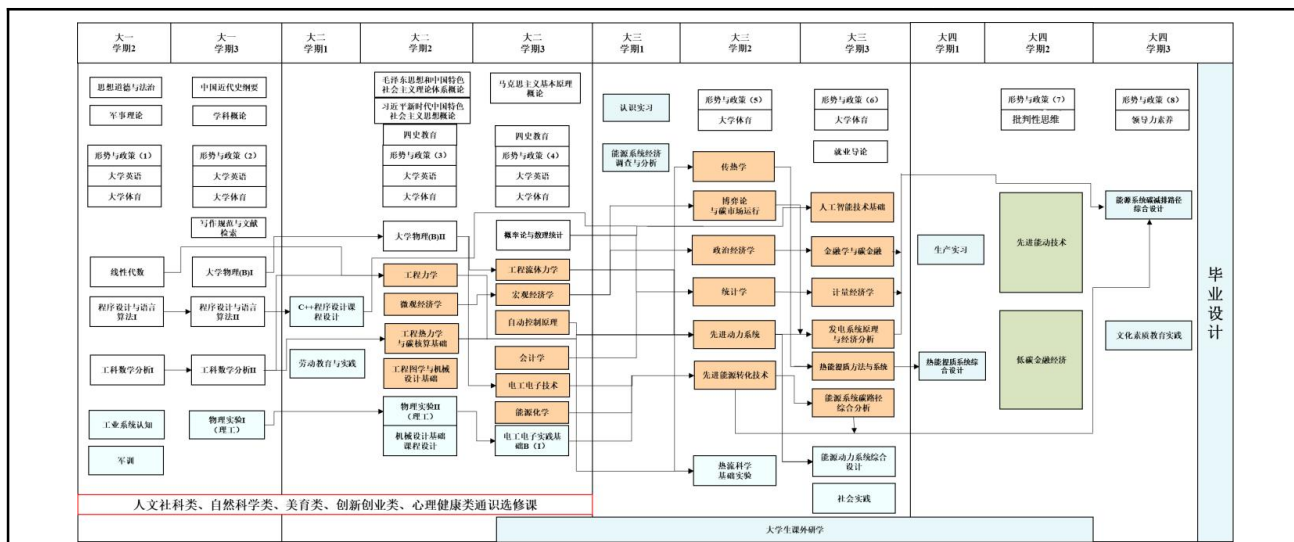 大一
学期2
大一
学期3
大二
学期1
大二
学期2
大二
学期3
大三
学期1
大三
学期2
大三
学期3
大四
学期1
大四
学期2
大四
学期3
思想道德与法治
军事理论
形势与政策（1）
大学英语
大学体育
线性代数
程序设计与语言
算法I
工科数学分析I
工业系统认知
军训
中国近代史纲要
学科概论
形势与政策（2）
大学英语
大学体育
写作规范与文献
检索
大学物理(B)I
程序设计与语言
算法II
工科数学分析II
物理实验I
（理工）
C++程序设计课
程设计
劳动教育与实践
毛泽东思想和中国特色
社会主义理论体系概论
习近平新时代中国特色
社会主义思想概论
四史教育
形势与政策（3）
大学英语
大学体育
大学物理(B)II
工程力学
微观经济学
工程热力学
与碳核算基础
工程图学与机械
设计基础
物理实验II
（理工）
机械设计基础
课程设计
马克思主义基本原理
概论
四史教育
形势与政策（4）
大学英语
大学体育
概率论与数理统计
工程流体力学
宏观经济学
自动控制原理
会计学
电工电子技术
能源化学
电工电子实践基
础B（1）
认识实习
能源系统经济
调查与分析
形势与政策（5）
大学体育
传热学
博弈论
与碳市场运行
政治经济学
统计学
先进动力系统
先进能源转化技术
热流科学
基础实验
形势与政策（6）
大学体育
就业导论
人工智能技术基础
金融学与碳金融
计量经济学
发电系统原理
与经济分析
热能提质方法与系统
能源系统碳路径
综合分析
能源动力系统综合
设计
社会实践
生产实习
热能提质系统综
合设计
形势与政策（7）
批判性思维
先进能动技术
低碳金融经济
形势与政策（8）
领导力素养
能源系统碳减排路径
综合设计
文化素质教育实践
毕业设计
人文社科类、自然科学类、美育类、创新创业类、心理健康类通识选修课
大学生课外研学